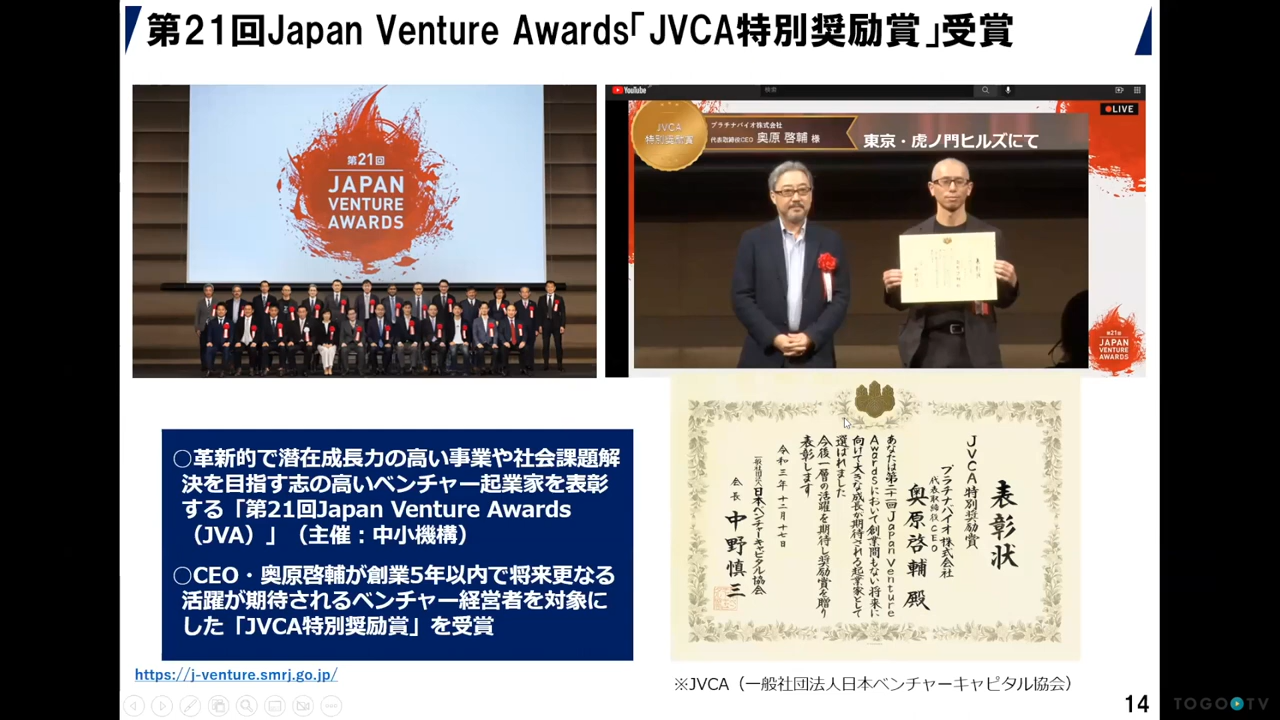 第21回Japan Venture Awards「JVCA特別奨励賞」受賞
第21回
JAPAN
VENTURE
AWARDS
YouTube
検索
LIVE
JVCA
特別奨励賞
プラチナバイオ株式会社
代表取締役CEO 奥原 啓輔 様
東京・虎ノ門ヒルズにて
第21回
JAPAN
VENTURE
AWARDS
○革新的で潜在成長力の高い事業や社会課題解
決を目指す志の高いベンチャー起業家を表彰
する「第21回Japan Venture Awards
（JVA）」（主催：中小機構）
○CEO・奥原啓輔が創業5年以内で将来更なる
活躍が期待されるベンチャー経営者を対象に
した「JVCA特別奨励賞」を受賞
https://j-venture.smrj.go.jp/
表彰状
JVCA特別奨励賞
プラチナバイオ株式会社
代表取締役CEO
奥原啓輔 殿
あなたは第二十一回Japan Venture
Awardsにおいて創業間もない将来に
向けて大きな成長が期待される起業家として
選ばれました
今後一層の活躍を期待し奨励賞を贈り
表彰します
令和三年十二月十七日
一般社団法人日本ベンチャーキャピタル協会
会長 中野慎三
※JVCA（一般社団法人日本ベンチャーキャピタル協会）
14
TOGO TV